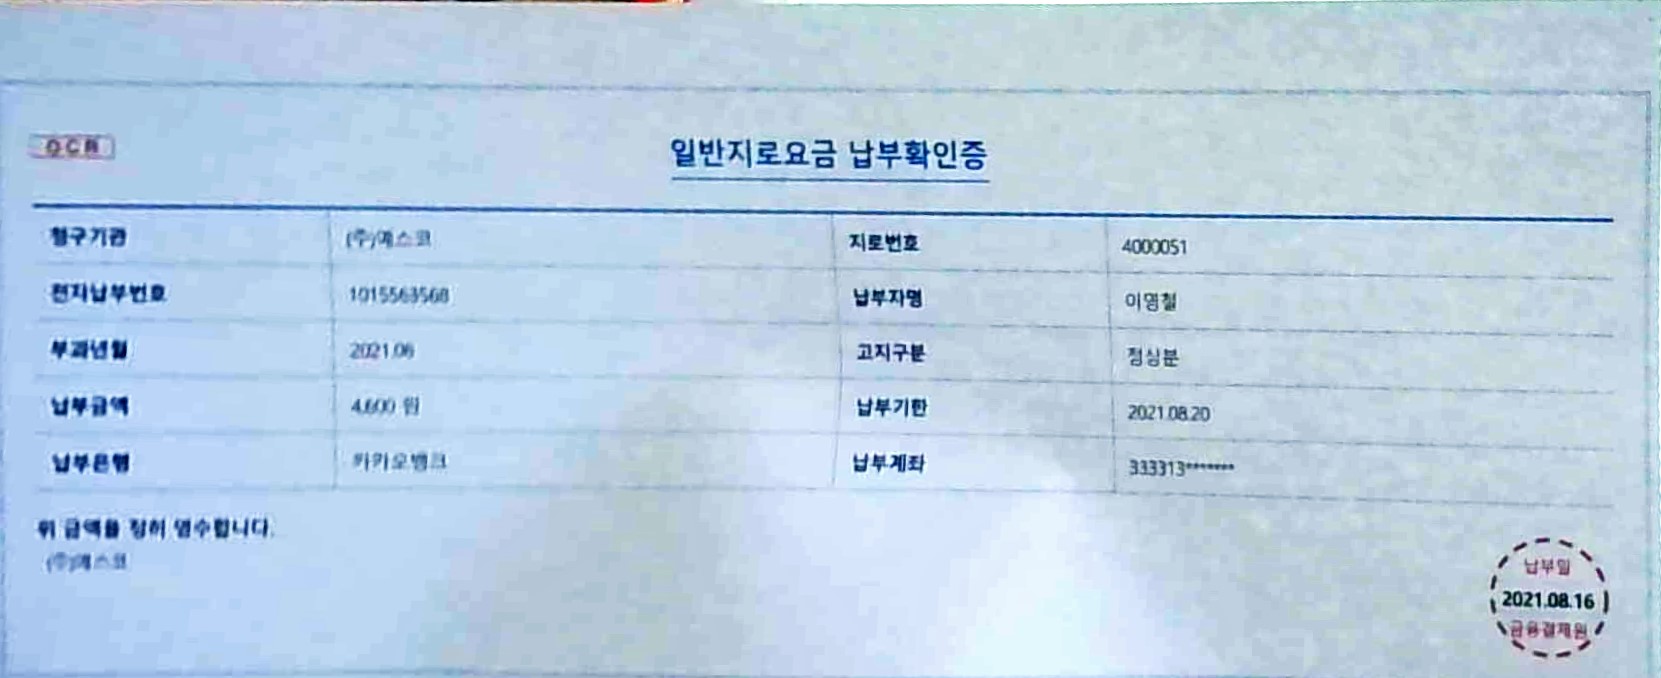 OCR
일반지로요금 납부확인증
청구기관 (주)예스코 지로번호 4000051
전자납부번호 1015563568 납부자명 이영철
부과년월 2021.06 고지구분 정상분
납부금액 4,600 원 납부기한 2021.08.20
납부은행 카카오뱅크 납부계좌 333313*******
위 금액을 정히 영수합니다.
(주)예스코
납부일
2021.08.16
금융결제원